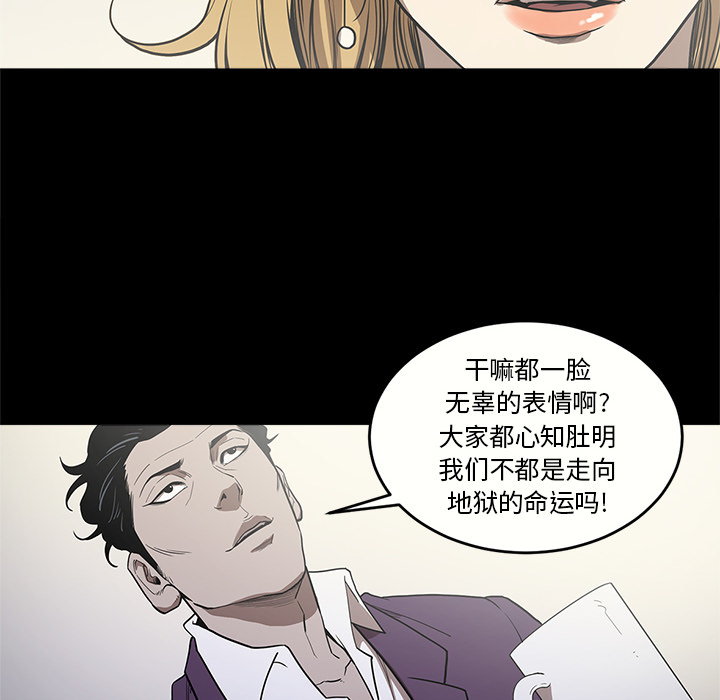 干嘛都一脸
无辜的表情啊?
大家都心知肚明
我们不都是走向
地狱的命运吗!